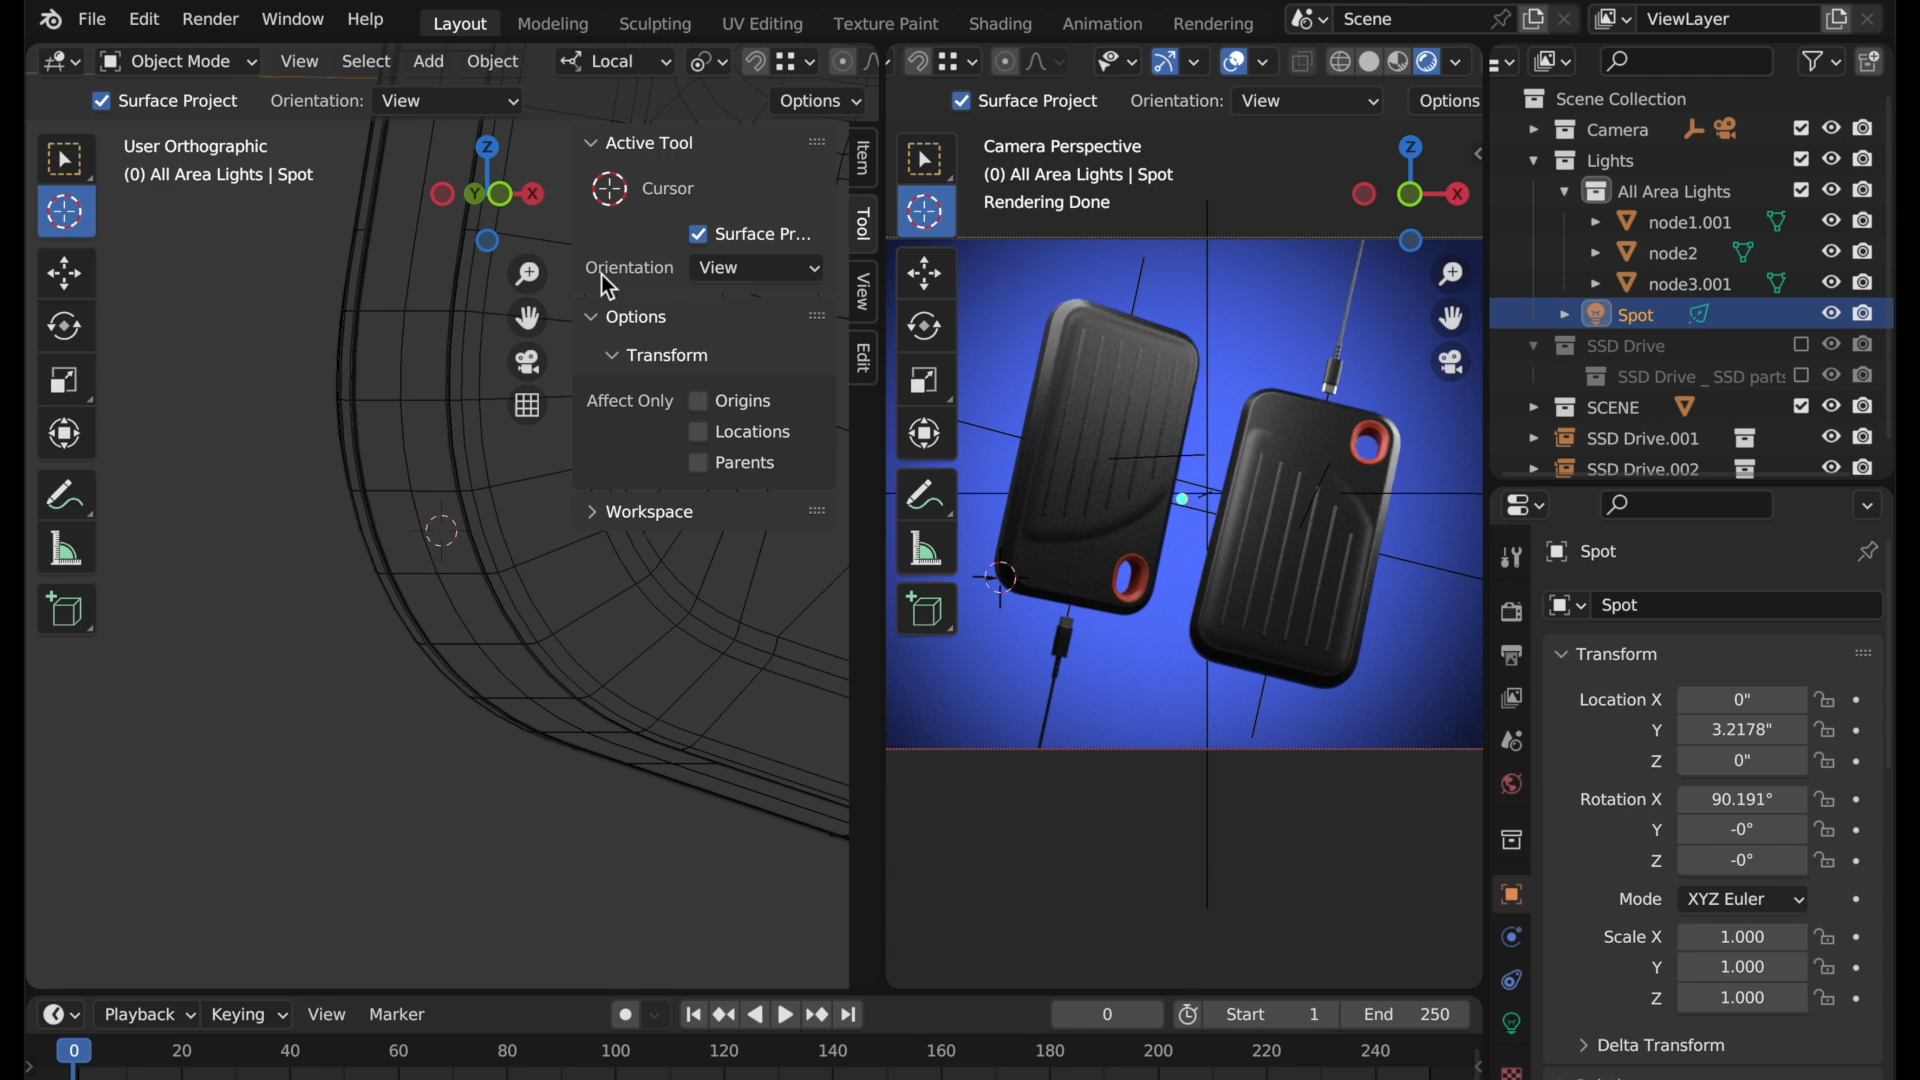 File Edit Render Window Help
Layout Modeling Sculpting UV Editing Texture Paint Shading Animation Rendering
Scene
ViewLayer
Object Mode View Select Add Object Local
Surface Project Orientation: View Options
User Orthographic
(0) All Area Lights | Spot
Z
Y
X
Active Tool
Cursor
Surface Pr...
Orientation View
Options
Transform
Affect Only Origins
Locations
Parents
Workspace
Item
Tool
View
Edit
Surface Project Orientation: View Options
Camera Perspective
(0) All Area Lights | Spot
Rendering Done
Z
X
Scene Collection
Camera
Lights
All Area Lights
node1.001
node2
node3.001
Spot
SSD Drive
SSD Drive _ SSD parts
SCENE
SSD Drive.001
SSD Drive.002
Spot
Spot
Transform
Location X 0"
Y 3.2178"
Z 0"
Rotation X 90.191°
Y -0°
Z -0°
Mode XYZ Euler
Scale X 1.000
Y 1.000
Z 1.000
Delta Transform
Playback Keying View Marker
0
Start 1
End 250
0 20 40 60 80 100 120 140 160 180 200 220 240